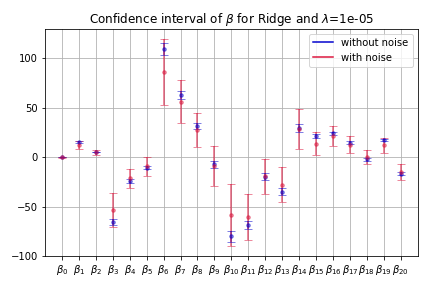 Confidence interval of β for Ridge and λ=1e-05
without noise
with noise
100
50
0
−50
−100
β₀ β₁ β₂ β₃ β₄ β₅ β₆ β₇ β₈ β₉ β₁₀ β₁₁ β₁₂ β₁₃ β₁₄ β₁₅ β₁₆ β₁₇ β₁₈ β₁₉ β₂₀